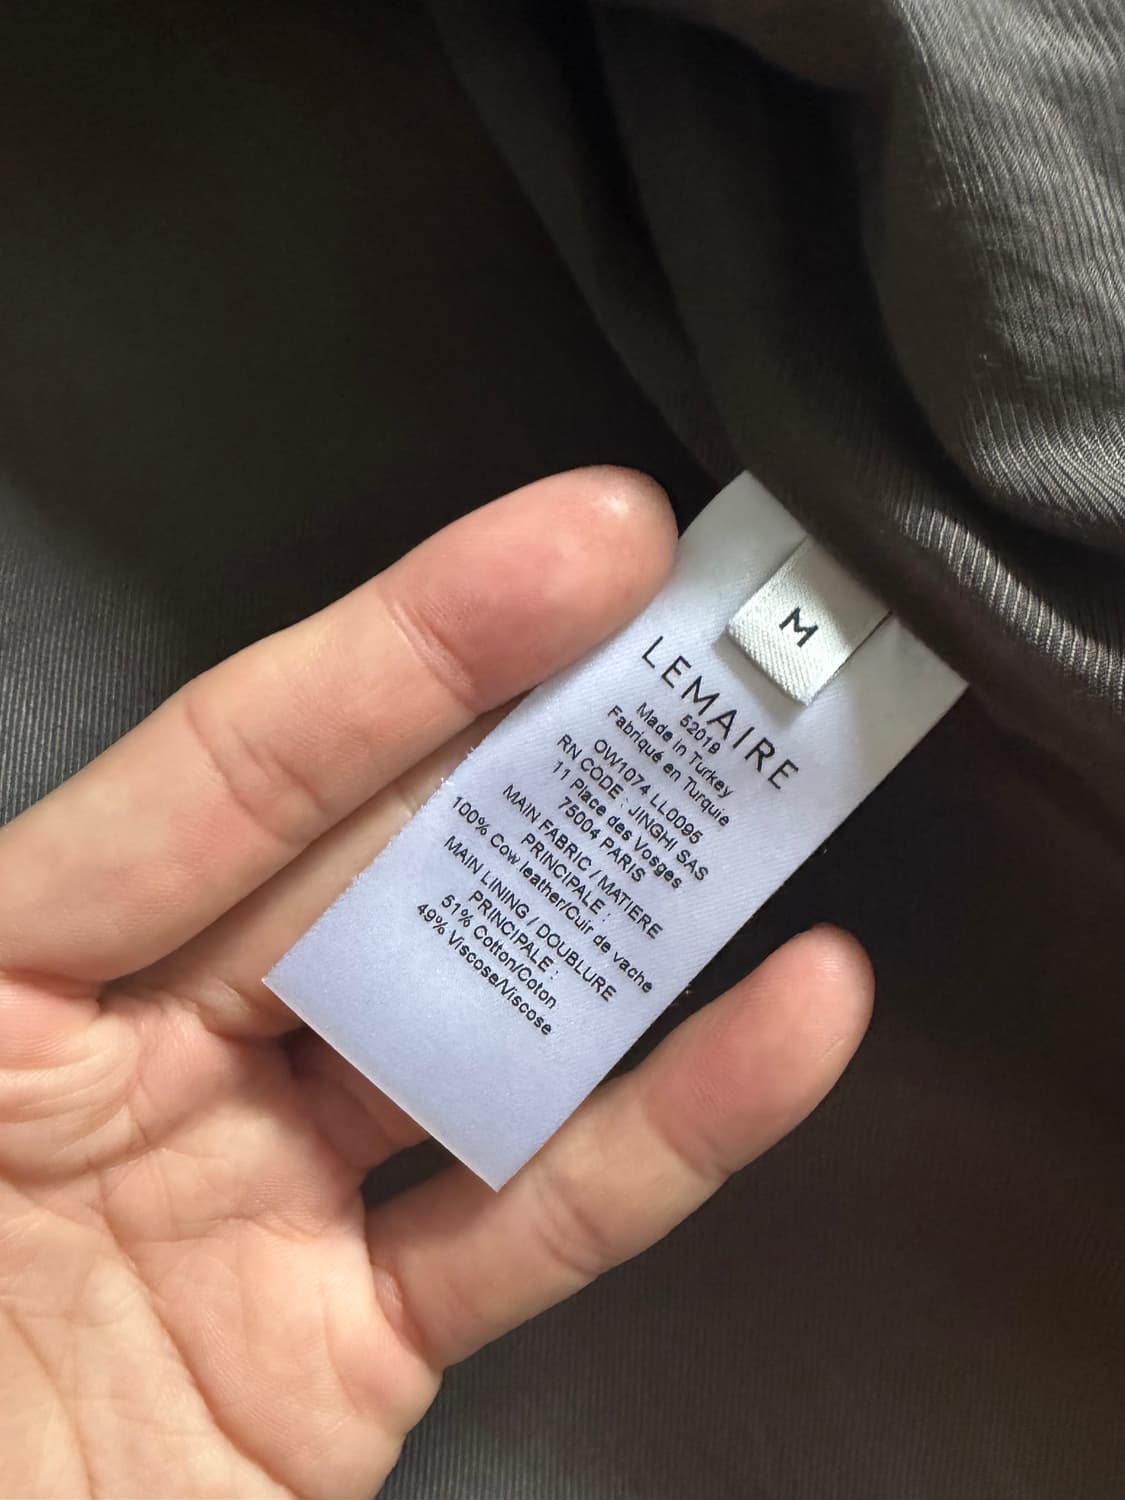 M
LEMAIRE
52019
Made in Turkey
Fabriqué en Turquie
OW1074 LL0095
RN CODE : JINGHI SAS
11 Place des Vosges
75004 PARIS
MAIN FABRIC / MATIERE
PRINCIPALE :
100% Cow leather/Cuir de vache
MAIN LINING / DOUBLURE
PRINCIPALE :
51% Cotton/Coton
49% Viscose/Viscose